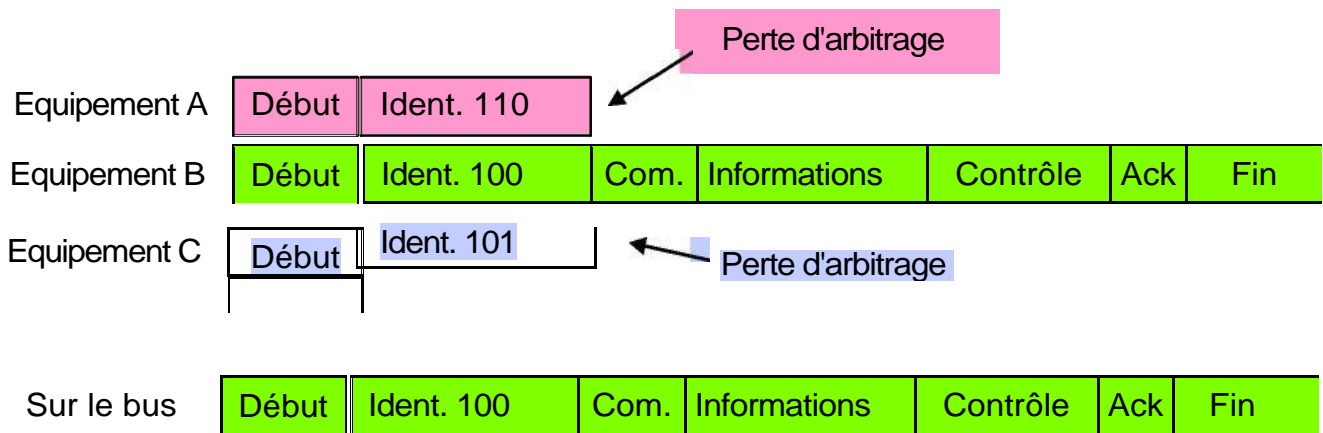 Perte d'arbitrage
Equipement A Début Ident. 110
Equipement B Début Ident. 100 Com. Informations Contrôle Ack Fin
Equipement C Début Ident. 101
Perte d'arbitrage
Sur le bus Début Ident. 100 Com. Informations Contrôle Ack Fin